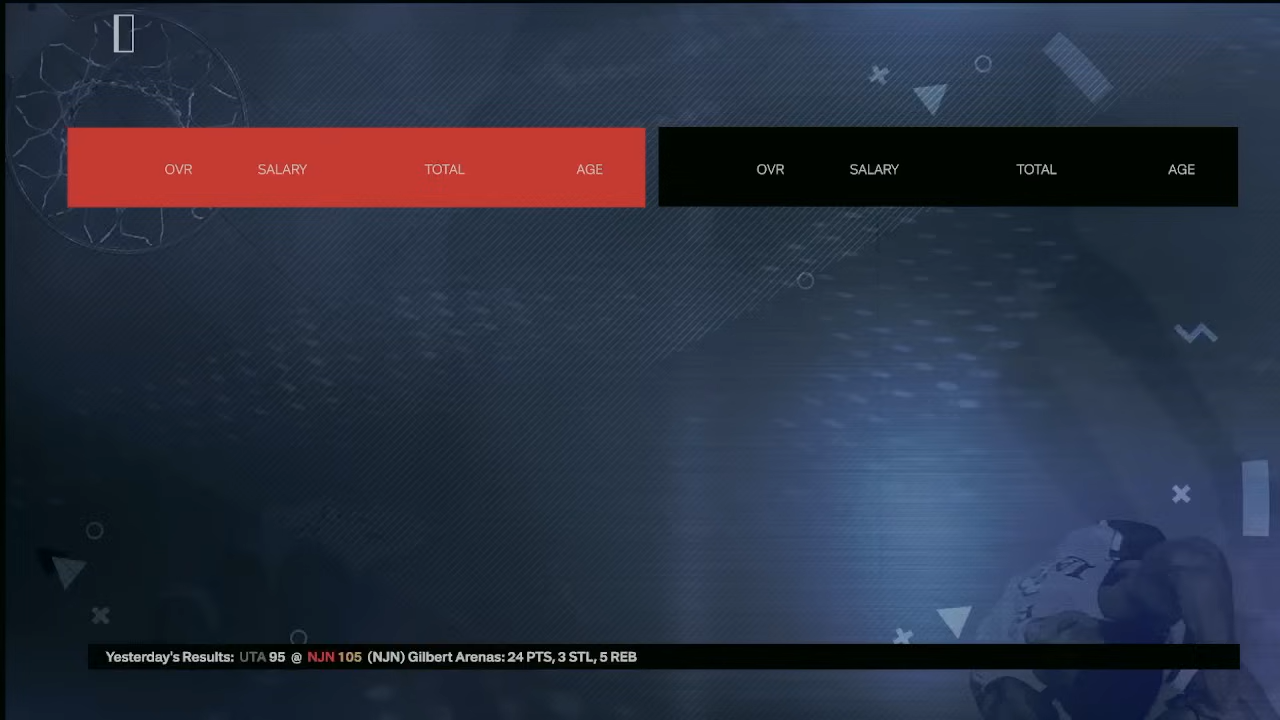 OVR SALARY TOTAL AGE
OVR SALARY TOTAL AGE
Yesterday's Results: UTA 95 @ NJN 105 (NJN) Gilbert Arenas: 24 PTS, 3 STL, 5 REB